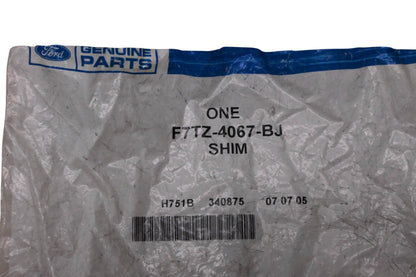 Ford
GENUINE
PARTS
ONE
F7TZ-4067-BJ
SHIM
H751B 340875 07 07 05